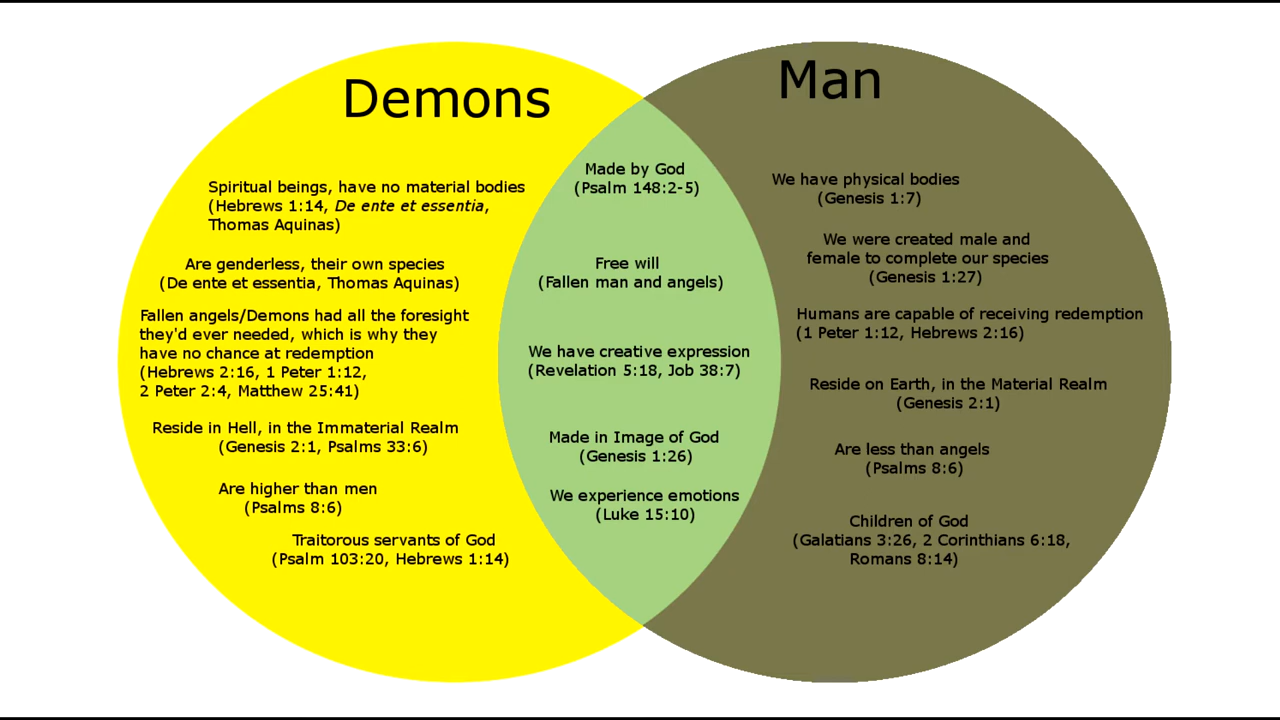 Demons
Spiritual beings, have no material bodies
(Hebrews 1:14, De ente et essentia,
Thomas Aquinas)
Are genderless, their own species
(De ente et essentia, Thomas Aquinas)
Fallen angels/Demons had all the foresight
they'd ever needed, which is why they
have no chance at redemption
(Hebrews 2:16, 1 Peter 1:12,
2 Peter 2:4, Matthew 25:41)
Reside in Hell, in the Immaterial Realm
(Genesis 2:1, Psalms 33:6)
Are higher than men
(Psalms 8:6)
Traitorous servants of God
(Psalm 103:20, Hebrews 1:14)
Made by God
(Psalm 148:2-5)
Free will
(Fallen man and angels)
We have creative expression
(Revelation 5:18, Job 38:7)
Made in Image of God
(Genesis 1:26)
We experience emotions
(Luke 15:10)
Man
We have physical bodies
(Genesis 1:7)
We were created male and
female to complete our species
(Genesis 1:27)
Humans are capable of receiving redemption
(1 Peter 1:12, Hebrews 2:16)
Reside on Earth, in the Material Realm
(Genesis 2:1)
Are less than angels
(Psalms 8:6)
Children of God
(Galatians 3:26, 2 Corinthians 6:18,
Romans 8:14)